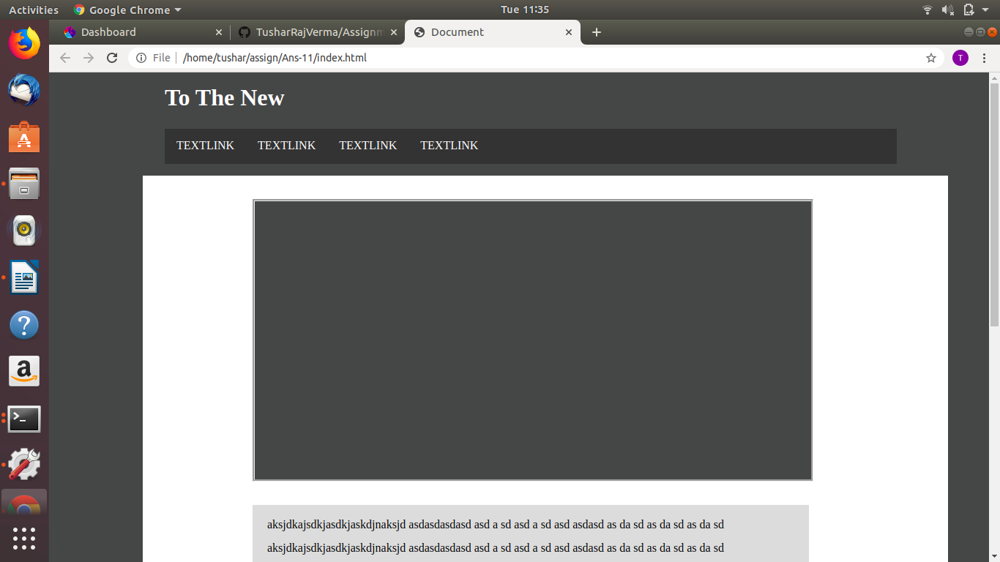 Activities Google Chrome Tue 11:35
Dashboard TusharRajVerma/Assignm Document
File /home/tushar/assign/Ans-11/index.html T
To The New
TEXTLINK TEXTLINK TEXTLINK TEXTLINK
aksjdkajsdkjasdkjaskdjnaksjd asdasdasdasd asd a sd asd a sd asd asdasd as da sd as da sd as da sd
aksjdkajsdkjasdkjaskdjnaksjd asdasdasdasd asd a sd asd a sd asd asdasd as da sd as da sd as da sd